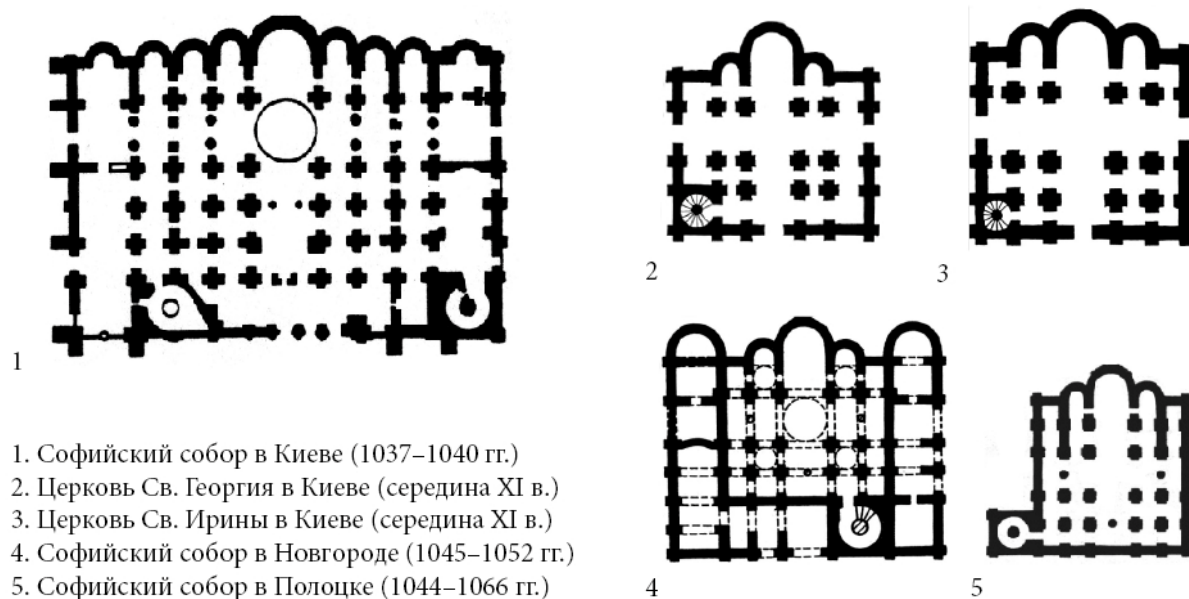 1
2
3
1. Софийский собор в Киеве (1037–1040 гг.)
2. Церковь Св. Георгия в Киеве (середина XI в.)
3. Церковь Св. Ирины в Киеве (середина XI в.)
4. Софийский собор в Новгороде (1045–1052 гг.)
5. Софийский собор в Полоцке (1044–1066 гг.)
4
5